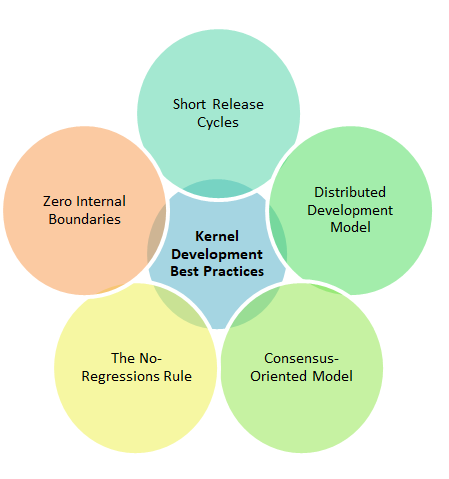 Short Release
Cycles
Zero Internal
Boundaries
Distributed
Development
Model
Kernel
Development
Best Practices
The No-
Regressions Rule
Consensus-
Oriented Model